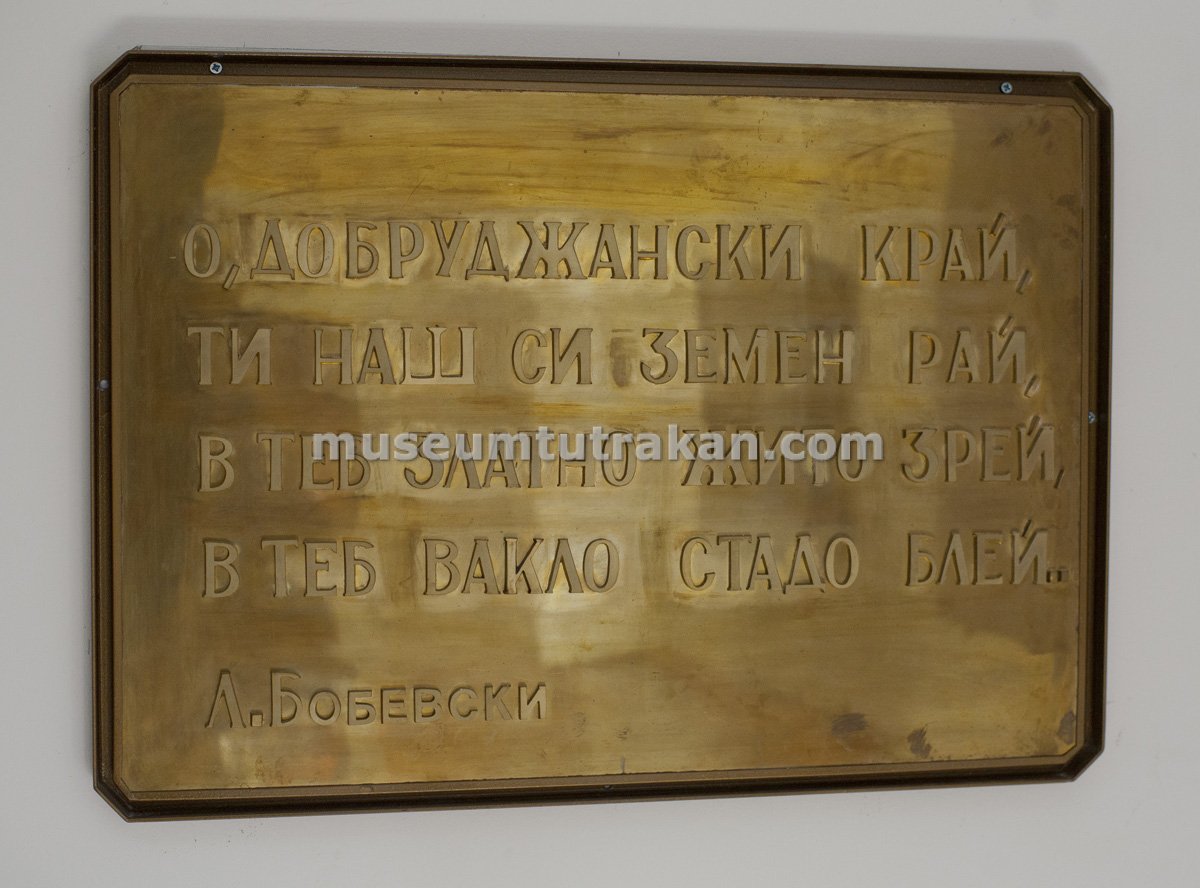 О, ДОБРУДЖАНСКИ КРАЙ,
ТИ НАШ СИ ЗЕМЕН РАЙ,
В ТЕБ ЗЛАТНО ЖИТО ЗРЕЙ,
museumtutrakan.com
В ТЕБ ВАКЛО СТАДО БЛЕЙ..
Л. БОБЕВСКИ